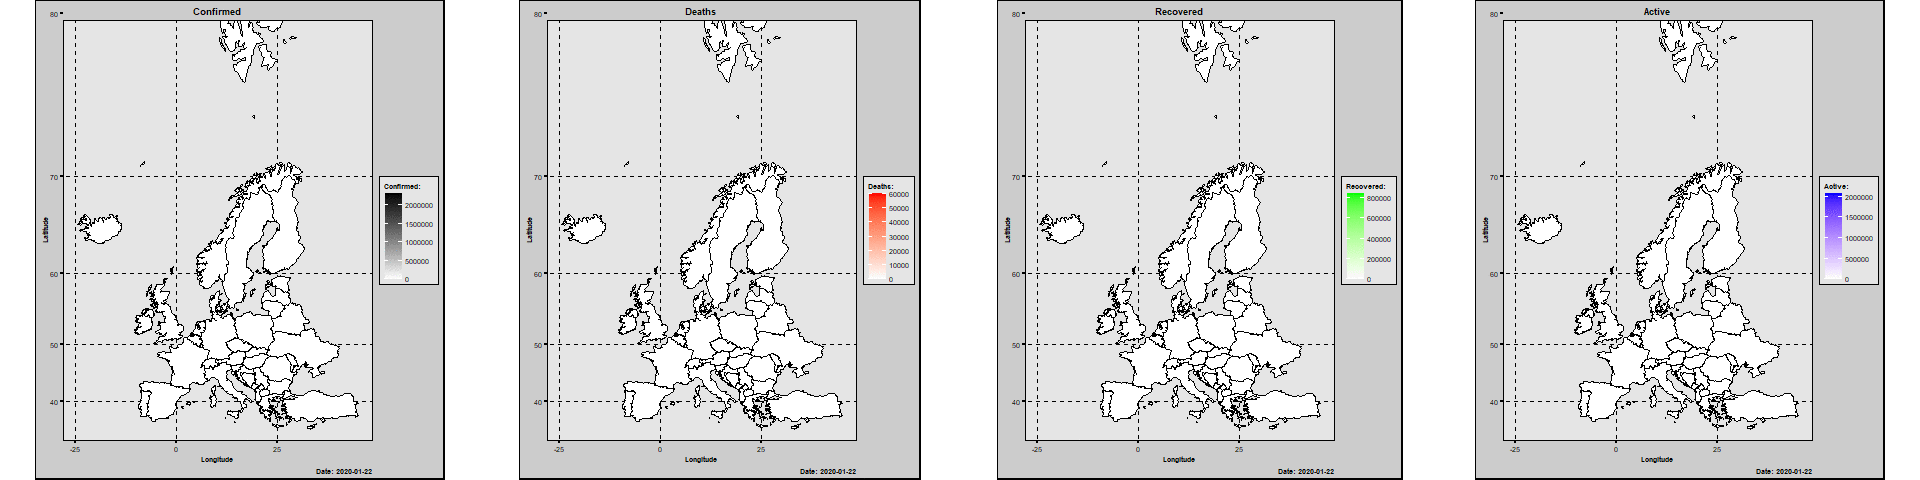 Confirmed
80
70
60
50
40
Latitude
-25
0
25
Longitude
Date: 2020-01-22
Confirmed:
2000000
1500000
1000000
500000
0
Deaths
80
70
60
50
40
Latitude
-25
0
25
Longitude
Date: 2020-01-22
Deaths:
60000
50000
40000
30000
20000
10000
0
Recovered
80
70
60
50
40
Latitude
-25
0
25
Longitude
Date: 2020-01-22
Recovered:
800000
600000
400000
200000
0
Active
80
70
60
50
40
Latitude
-25
0
25
Longitude
Date: 2020-01-22
Active:
2000000
1500000
1000000
500000
0